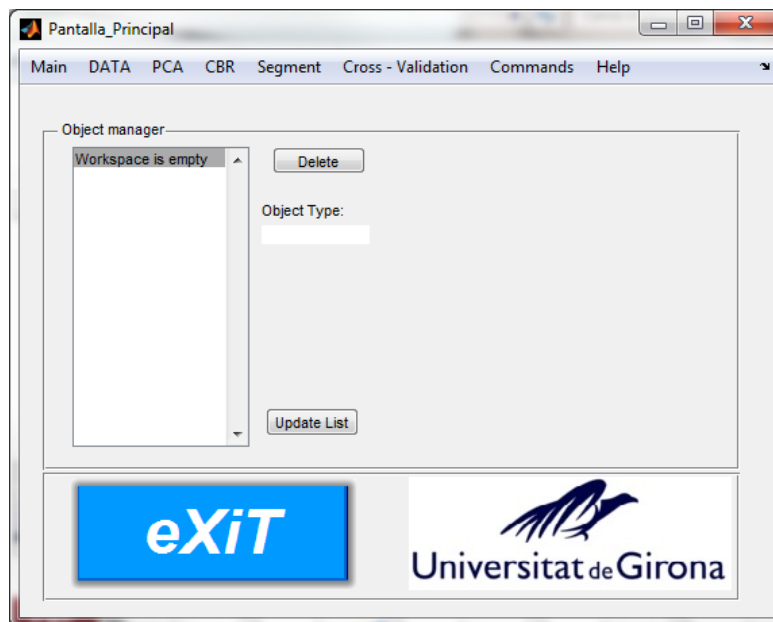 Pantalla_Principal
Main DATA PCA CBR Segment Cross - Validation Commands Help
Object manager
Workspace is empty
Delete
Object Type:
Update List
eXiT
Universitat de Girona